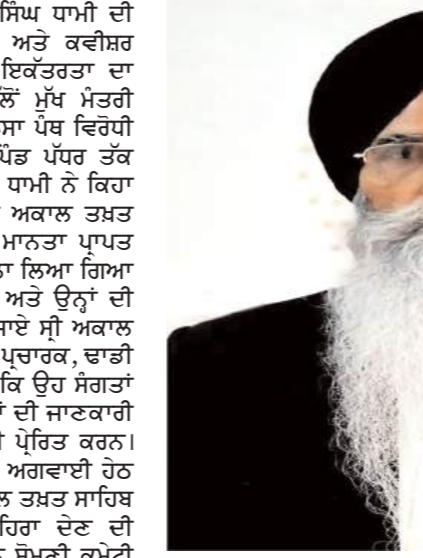 ਸਿੰਘ ਧਾਮੀ ਦੀ
ਅਤੇ ਕਵੀਸ਼ਰ
ਇਕੱਤਰਤਾ ਦਾ
ਮੁੱਖ ਮੰਤਰੀ
ਪੰਥ ਵਿਰੋਧੀ
ਪੱਧਰ ਤੱਕ
ਧਾਮੀ ਨੇ ਕਿਹਾ
ਅਕਾਲ ਤਖ਼ਤ
ਮਾਨਤਾ ਪ੍ਰਾਪਤ
ਲਿਆ ਗਿਆ
ਅਤੇ ਉਨ੍ਹਾਂ ਦੀ
ਸ੍ਰੀ ਅਕਾਲ
ਪ੍ਰਚਾਰਕ, ਢਾਡੀ
ਕਿ ਉਹ ਸੰਗਤਾਂ
ਦੀ ਜਾਣਕਾਰੀ
ਪ੍ਰੇਰਿਤ ਕਰਨ।
ਅਗਵਾਈ ਹੇਠ
ਤਖ਼ਤ ਸਾਹਿਬ
ਦੇਣ ਦੀ